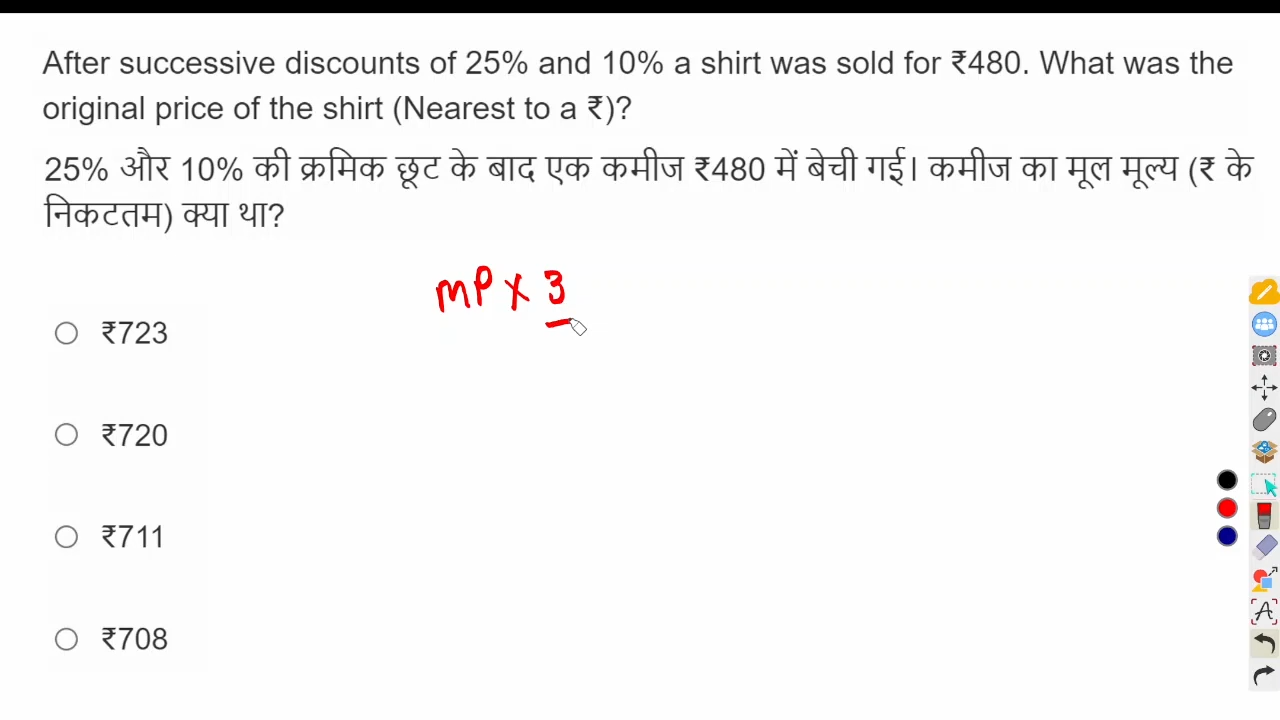 After successive discounts of 25% and 10% a shirt was sold for ₹480. What was the
original price of the shirt (Nearest to a ₹)?
25% और 10% की क्रमिक छूट के बाद एक कमीज ₹480 में बेची गई। कमीज का मूल मूल्य (₹ के
निकटतम) क्या था?
MP x 3
₹723
₹720
₹711
₹708